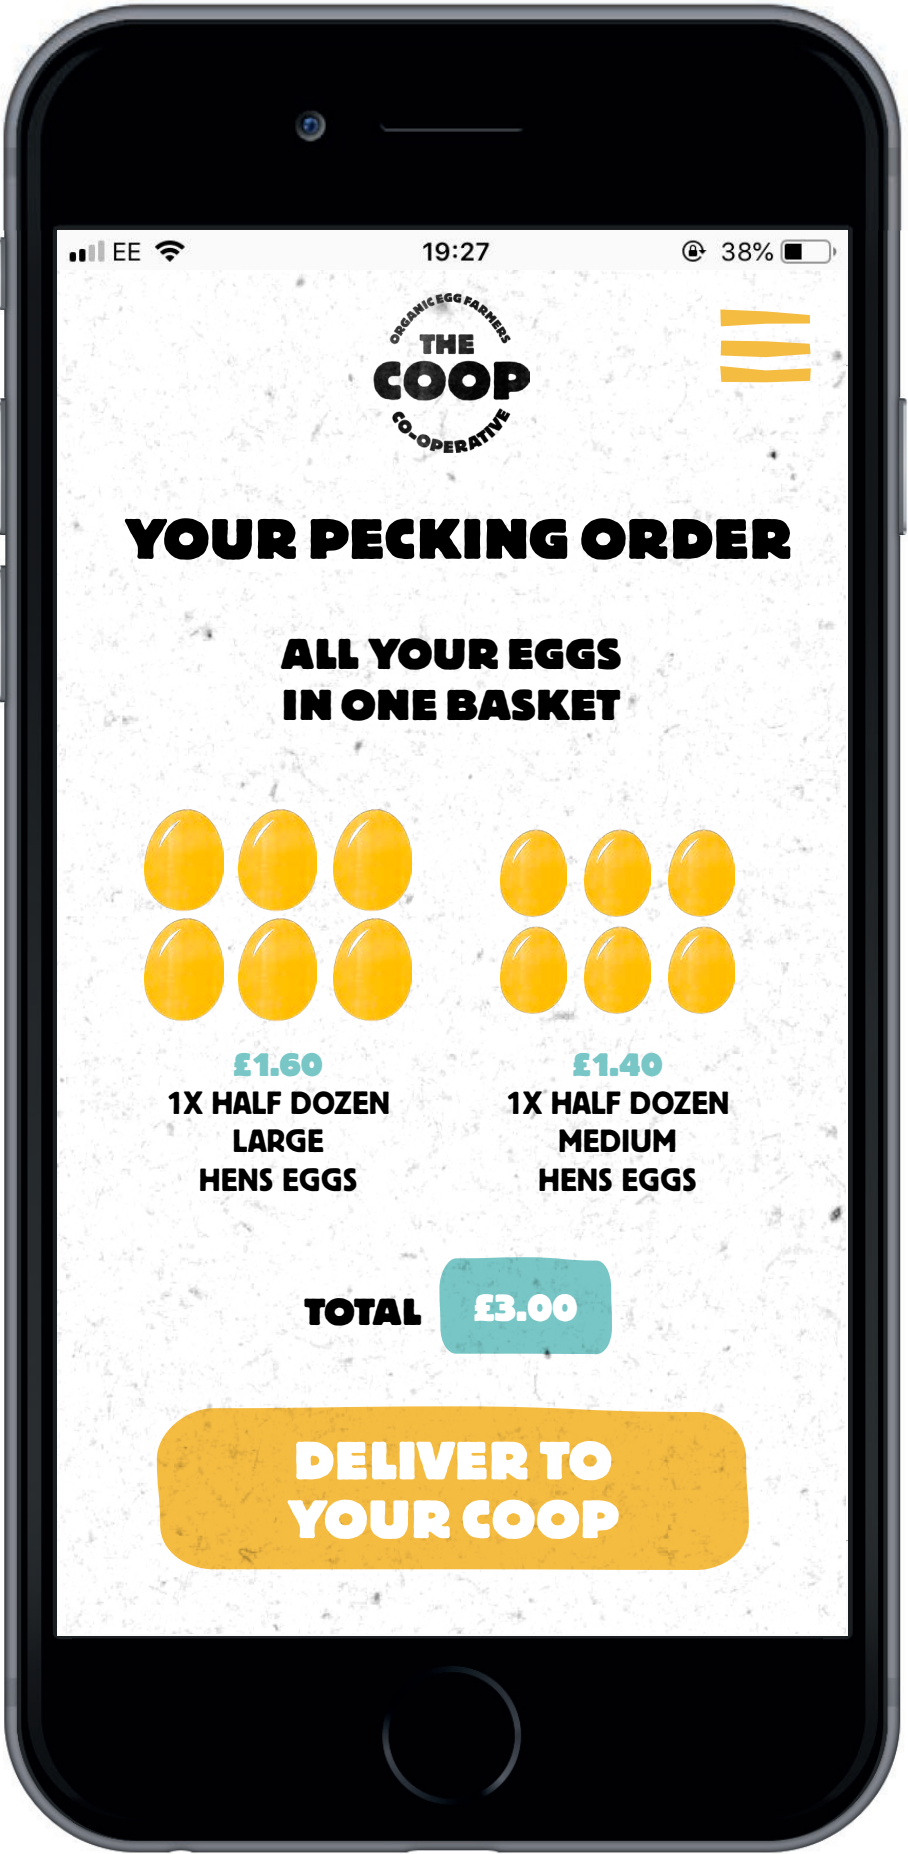 EE 19:27 38%
ORGANIC EGG FARMERS
THE
COOP
CO-OPERATIVE
YOUR PECKING ORDER
ALL YOUR EGGS
IN ONE BASKET
£1.60
1X HALF DOZEN
LARGE
HENS EGGS
£1.40
1X HALF DOZEN
MEDIUM
HENS EGGS
TOTAL £3.00
DELIVER TO
YOUR COOP